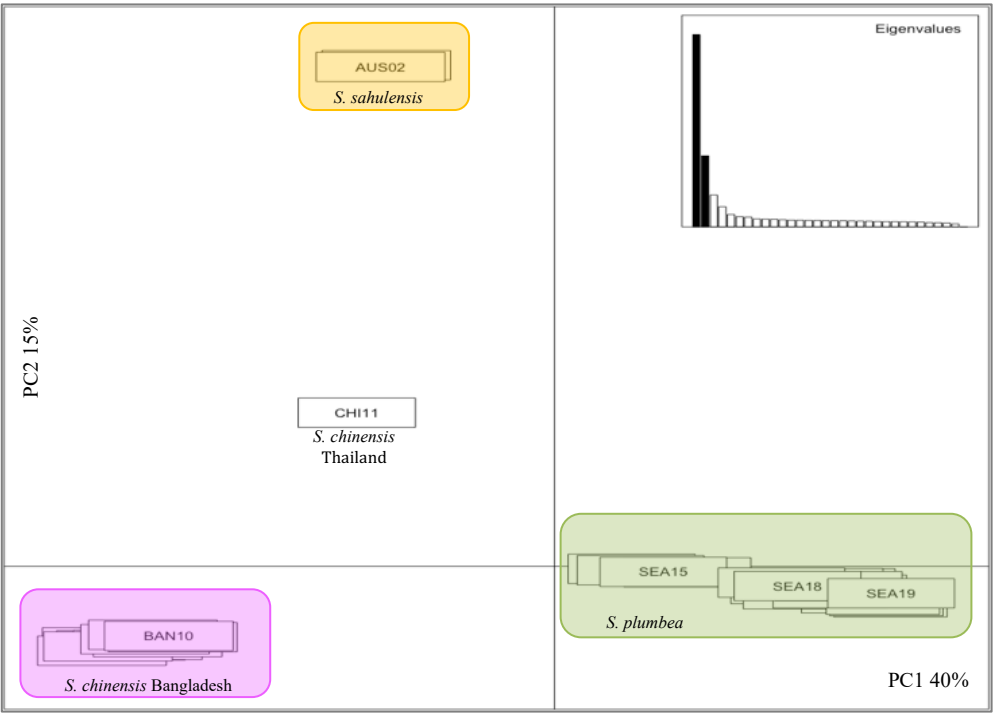 Eigenvalues
AUS02
S. sahulensis
PC2 15%
CHI11
S. chinensis
Thailand
SEA15
SEA18
SEA19
S. plumbea
BAN10
S. chinensis Bangladesh
PC1 40%